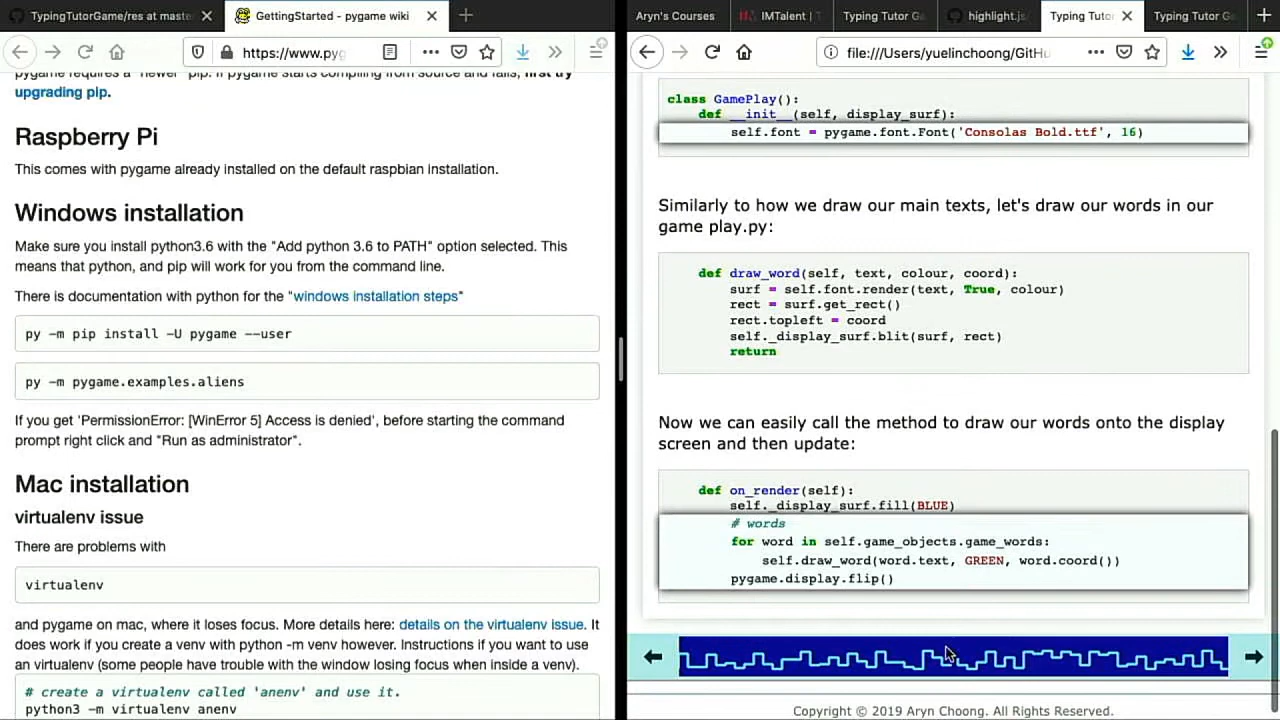 TypingTutorGame/res at master
GettingStarted - pygame wiki
https://www.pyg
pygame requires a "newer" pip. If pygame starts compiling from source and fails, first try
upgrading pip.
Raspberry Pi
This comes with pygame already installed on the default raspbian installation.
Windows installation
Make sure you install python3.6 with the "Add python 3.6 to PATH" option selected. This
means that python, and pip will work for you from the command line.
There is documentation with python for the "windows installation steps"
py -m pip install -U pygame --user
py -m pygame.examples.aliens
If you get 'PermissionError: [WinError 5] Access is denied', before starting the command
prompt right click and "Run as administrator".
Mac installation
virtualenv issue
There are problems with
virtualenv
and pygame on mac, where it loses focus. More details here: details on the virtualenv issue. It
does work if you create a venv with python -m venv however. Instructions if you want to use
an virtualenv (some people have trouble with the window losing focus when inside a venv).
# create a virtualenv called 'anenv' and use it.
python3 -m virtualenv anenv
Aryn's Courses
IMTalent | T
Typing Tutor Ga
highlight.js/
Typing Tutor
Typing Tutor Ga
file:///Users/yuelinchoong/GitHu
class GamePlay():
def __init__(self, display_surf):
self.font = pygame.font.Font('Consolas Bold.ttf', 16)
Similarly to how we draw our main texts, let's draw our words in our
game play.py:
def draw_word(self, text, colour, coord):
surf = self.font.render(text, True, colour)
rect = surf.get_rect()
rect.topleft = coord
self._display_surf.blit(surf, rect)
return
Now we can easily call the method to draw our words onto the display
screen and then update:
def on_render(self):
self._display_surf.fill(BLUE)
# words
for word in self.game_objects.game_words:
self.draw_word(word.text, GREEN, word.coord())
pygame.display.flip()
Copyright © 2019 Aryn Choong. All Rights Reserved.